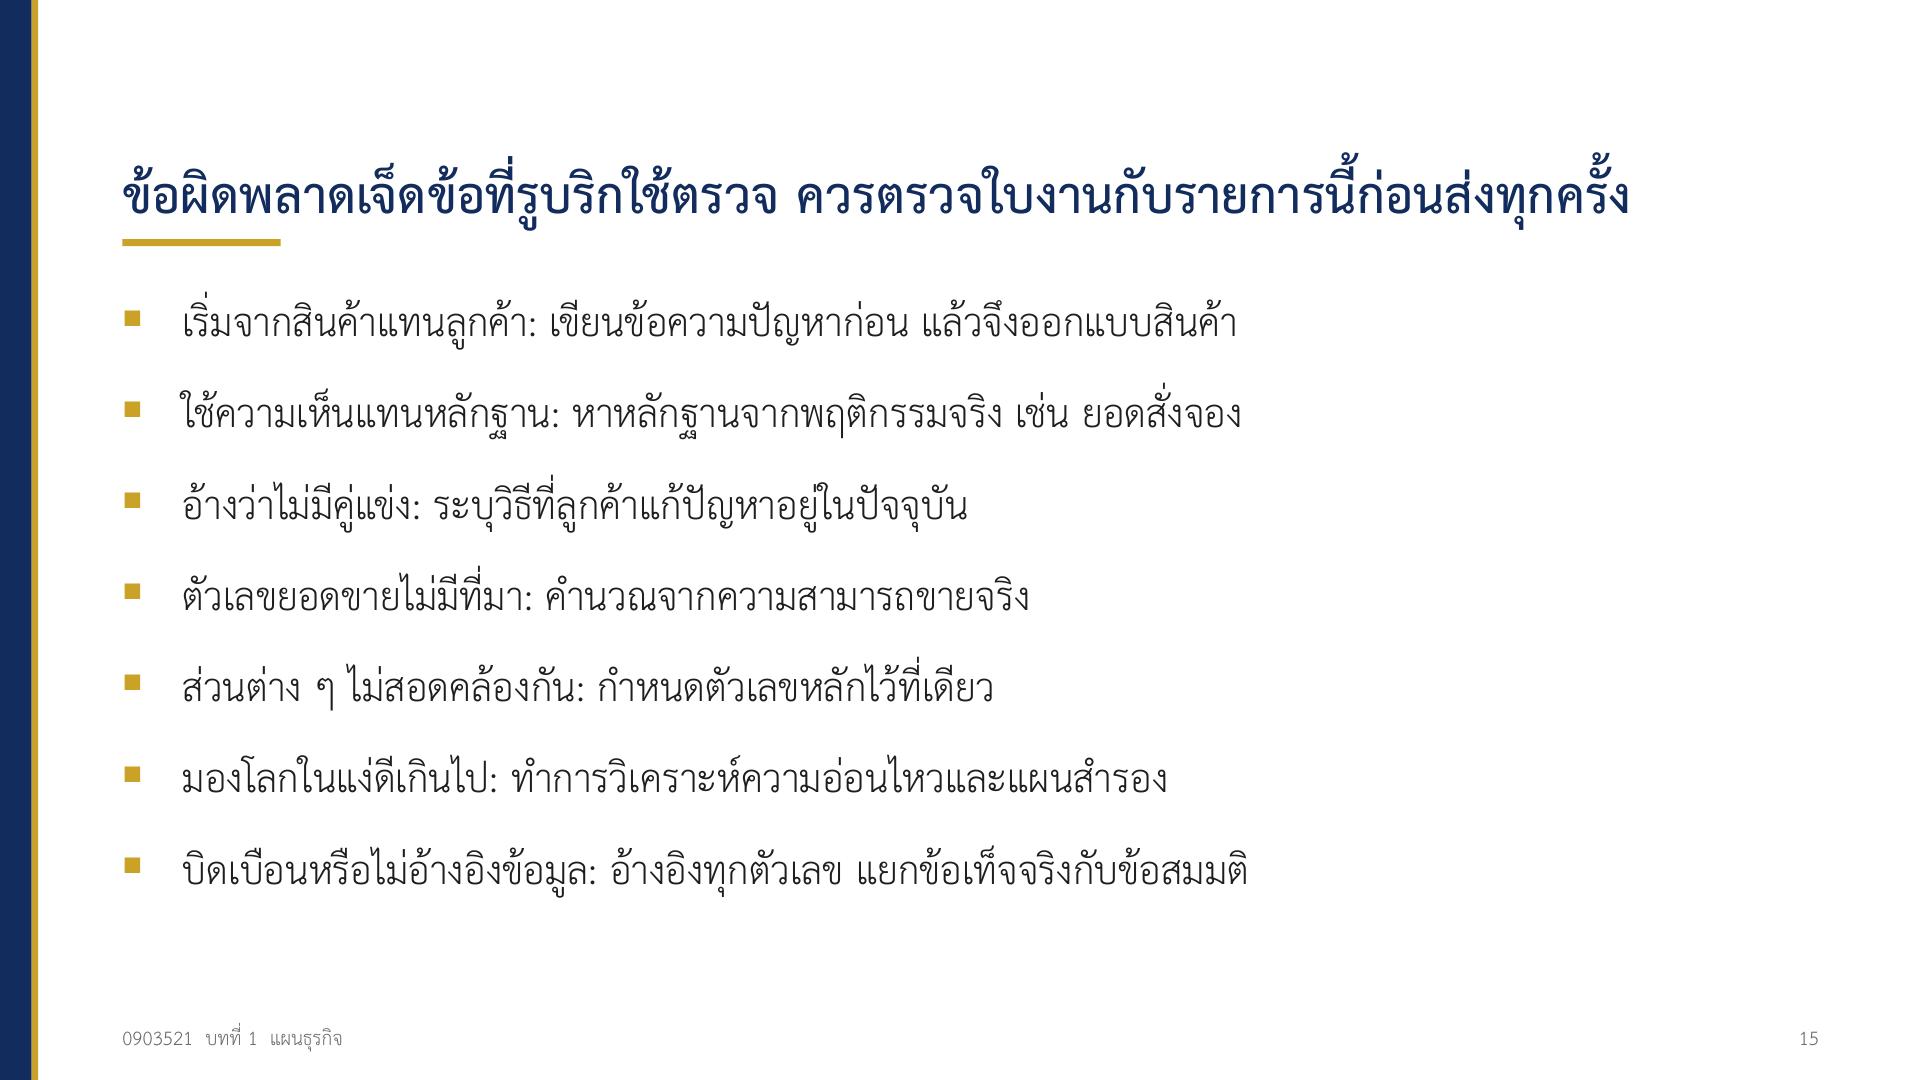 ข้อผิดพลาดเจ็ดข้อที่รูบริกใช้ตรวจ ควรตรวจใบงานกับรายการนี้ก่อนส่งทุกครั้ง
เริ่มจากสินค้าแทนลูกค้า: เขียนข้อความปัญหาก่อน แล้วจึงออกแบบสินค้า
ใช้ความเห็นแทนหลักฐาน: หาหลักฐานจากพฤติกรรมจริง เช่น ยอดสั่งจอง
อ้างว่าไม่มีคู่แข่ง: ระบุวิธีที่ลูกค้าแก้ปัญหาอยู่ในปัจจุบัน
ตัวเลขยอดขายไม่มีที่มา: คำนวณจากความสามารถขายจริง
ส่วนต่าง ๆ ไม่สอดคล้องกัน: กำหนดตัวเลขหลักไว้ที่เดียว
มองโลกในแง่ดีเกินไป: ทำการวิเคราะห์ความอ่อนไหวและแผนสำรอง
บิดเบือนหรือไม่อ้างอิงข้อมูล: อ้างอิงทุกตัวเลข แยกข้อเท็จจริงกับข้อสมมติ
0903521 บทที่ 1 แผนธุรกิจ
15